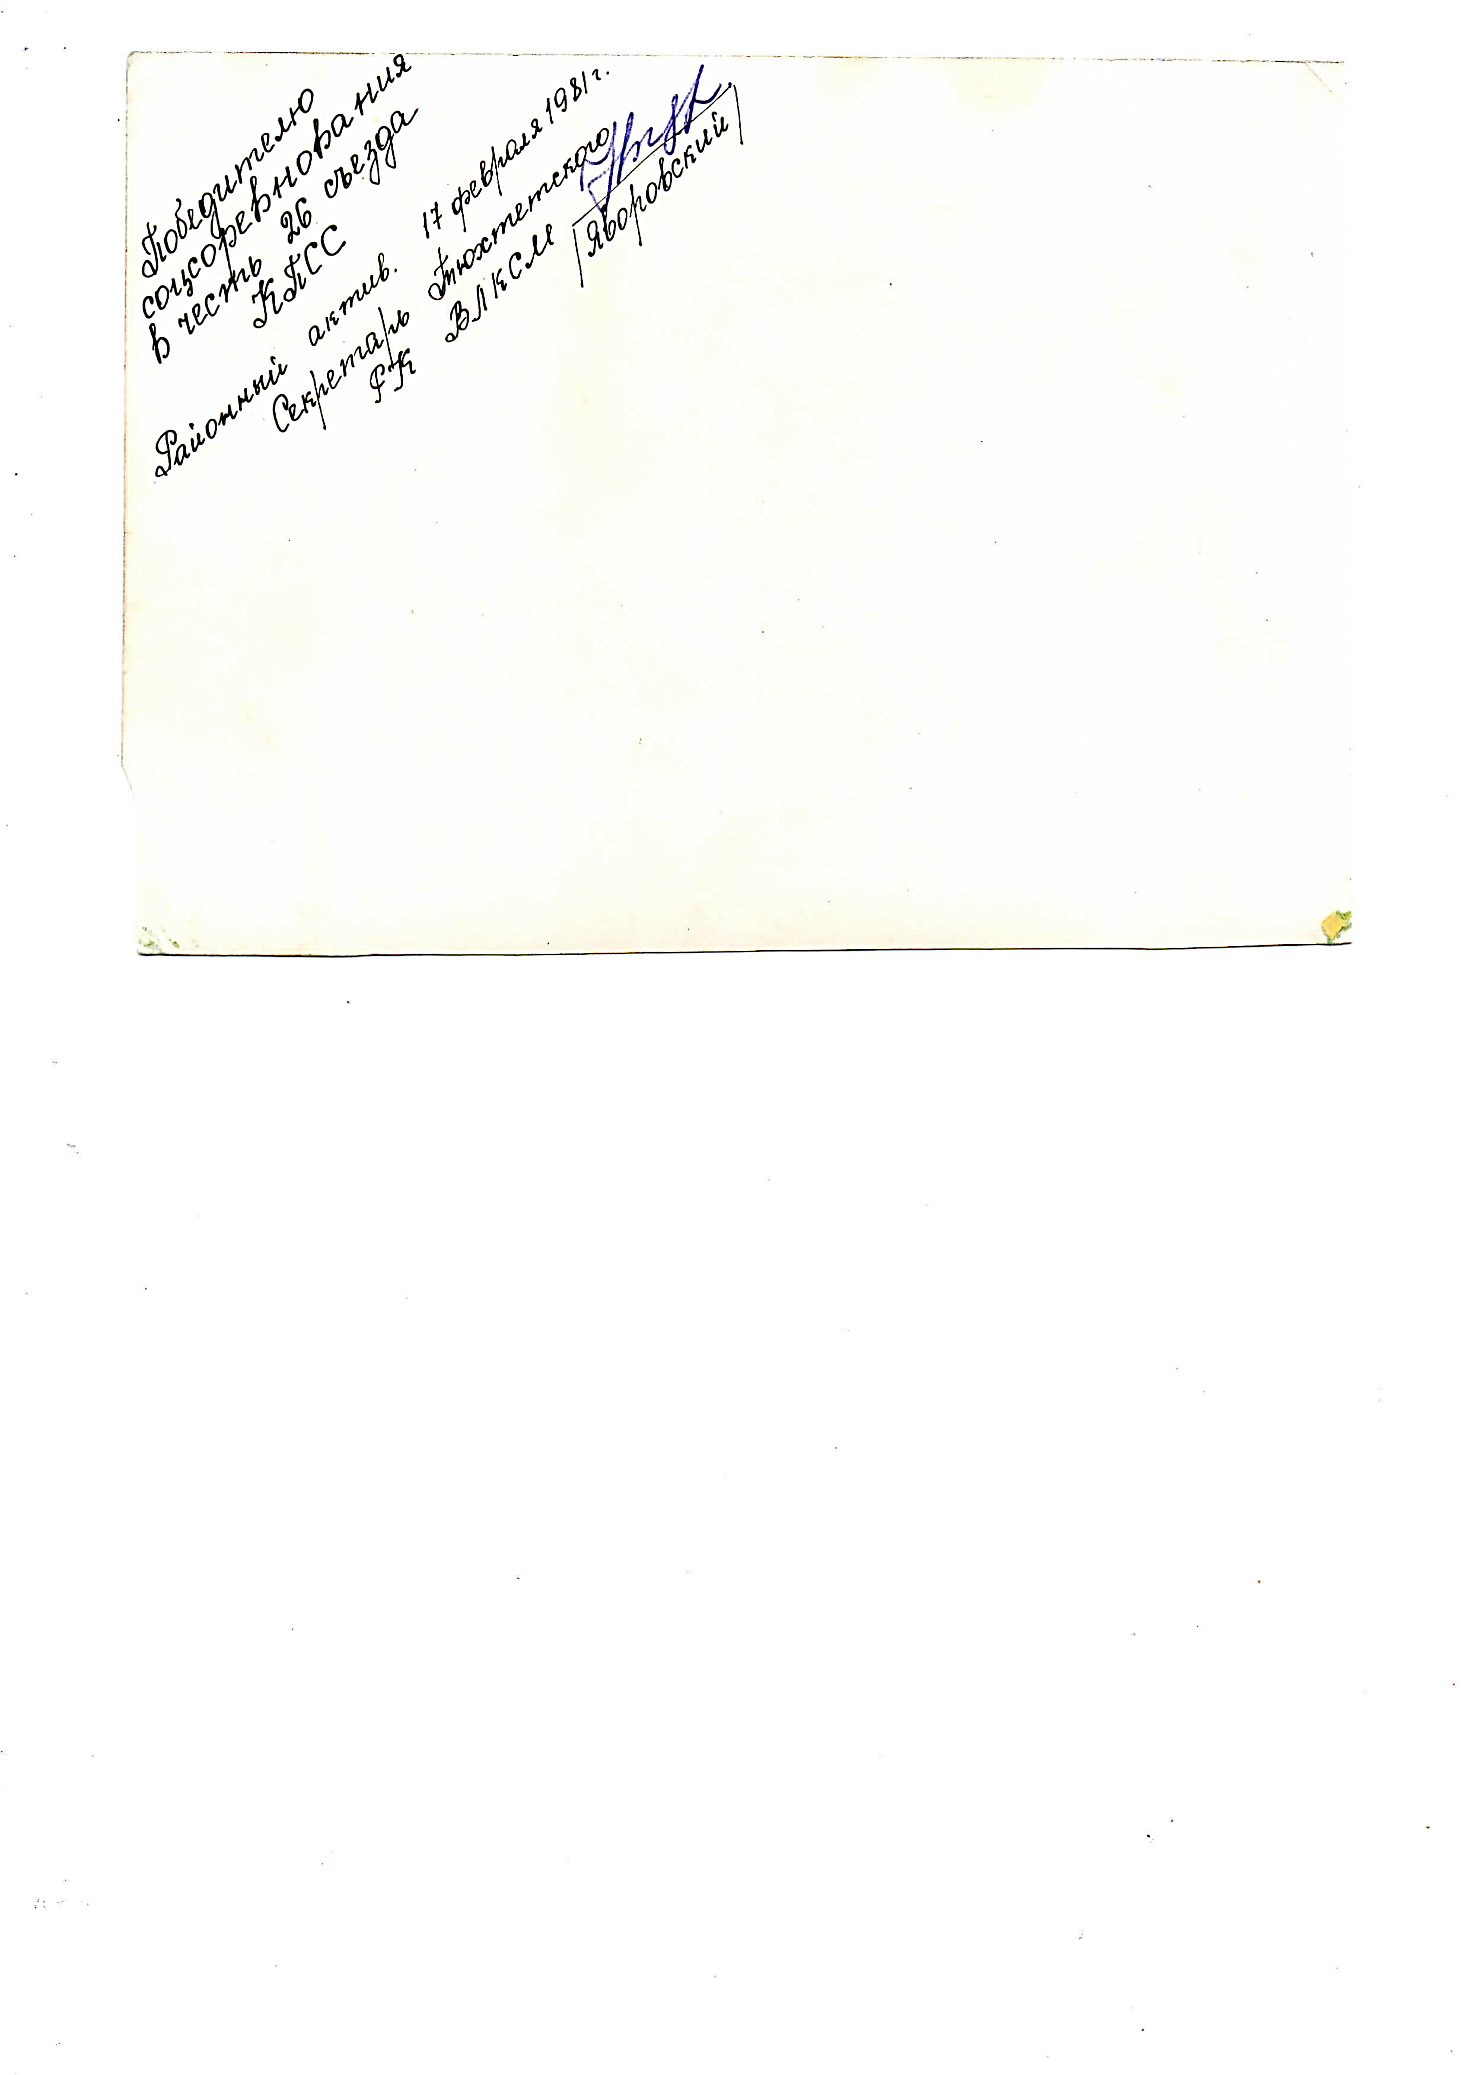 Победителю
соцсоревнования
в честь 26 съезда
КПСС
Районный актив. 17 февраля 1981 г.
Секретарь Тюхтетского
РК ВЛКСМ
/Яворовский/